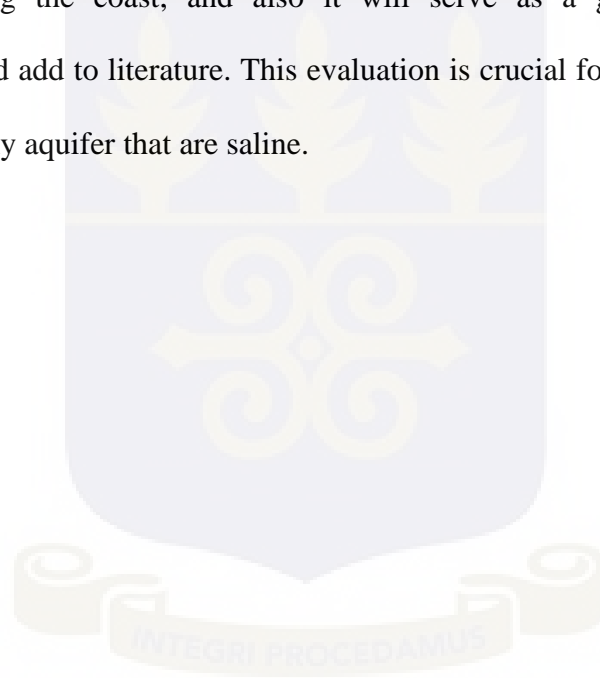 the coast, and also it will serve as a
add to literature. This evaluation is crucial
aquifer that are saline.
INTEGRI PROCEDAMUS